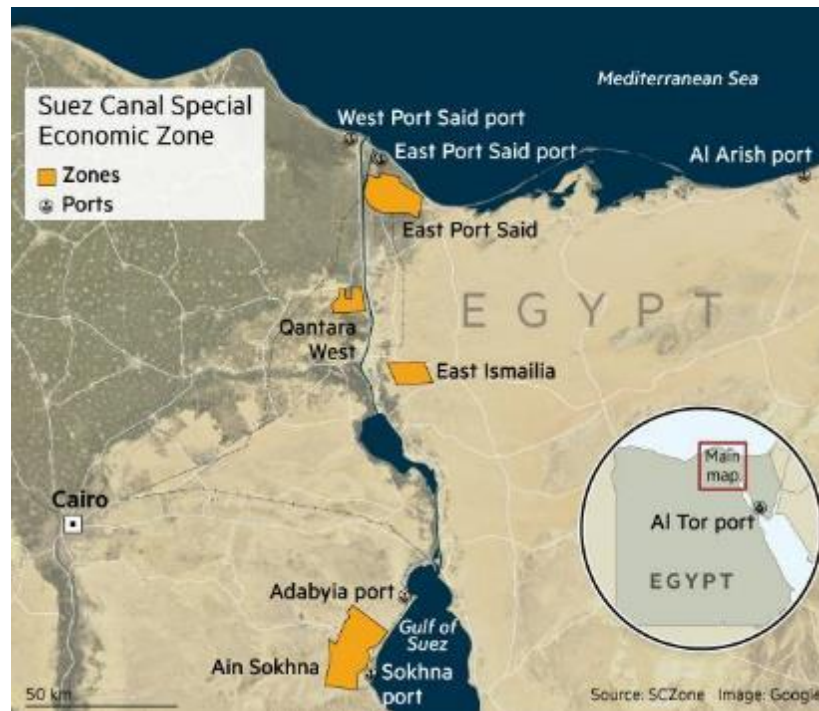 Mediterranean Sea
Suez Canal Special
Economic Zone
Zones
Ports
West Port Said port
East Port Said port
Al Arish port
East Port Said
EGYPT
Qantara
West
East Ismailia
Main
map
Cairo
Al Tor port
EGYPT
Adabyia port
Gulf of
Suez
Ain Sokhna
Sokhna
port
50 km
Source: SCZone Image: Google